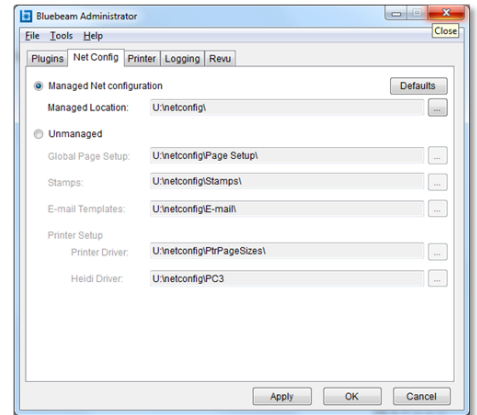 Bluebeam Administrator
Close
File Tools Help
Plugins Net Config Printer Logging Revu
Managed Net configuration Defaults
Managed Location: U:\netconfig\ ...
Unmanaged
Global Page Setup: U:\netconfig\Page Setup\ ...
Stamps: U:\netconfig\Stamps\ ...
E-mail Templates: U:\netconfig\E-mail\ ...
Printer Setup
Printer Driver: U:\netconfig\PtrPageSizes\ ...
Heidi Driver: U:\netconfig\PC3 ...
Apply OK Cancel